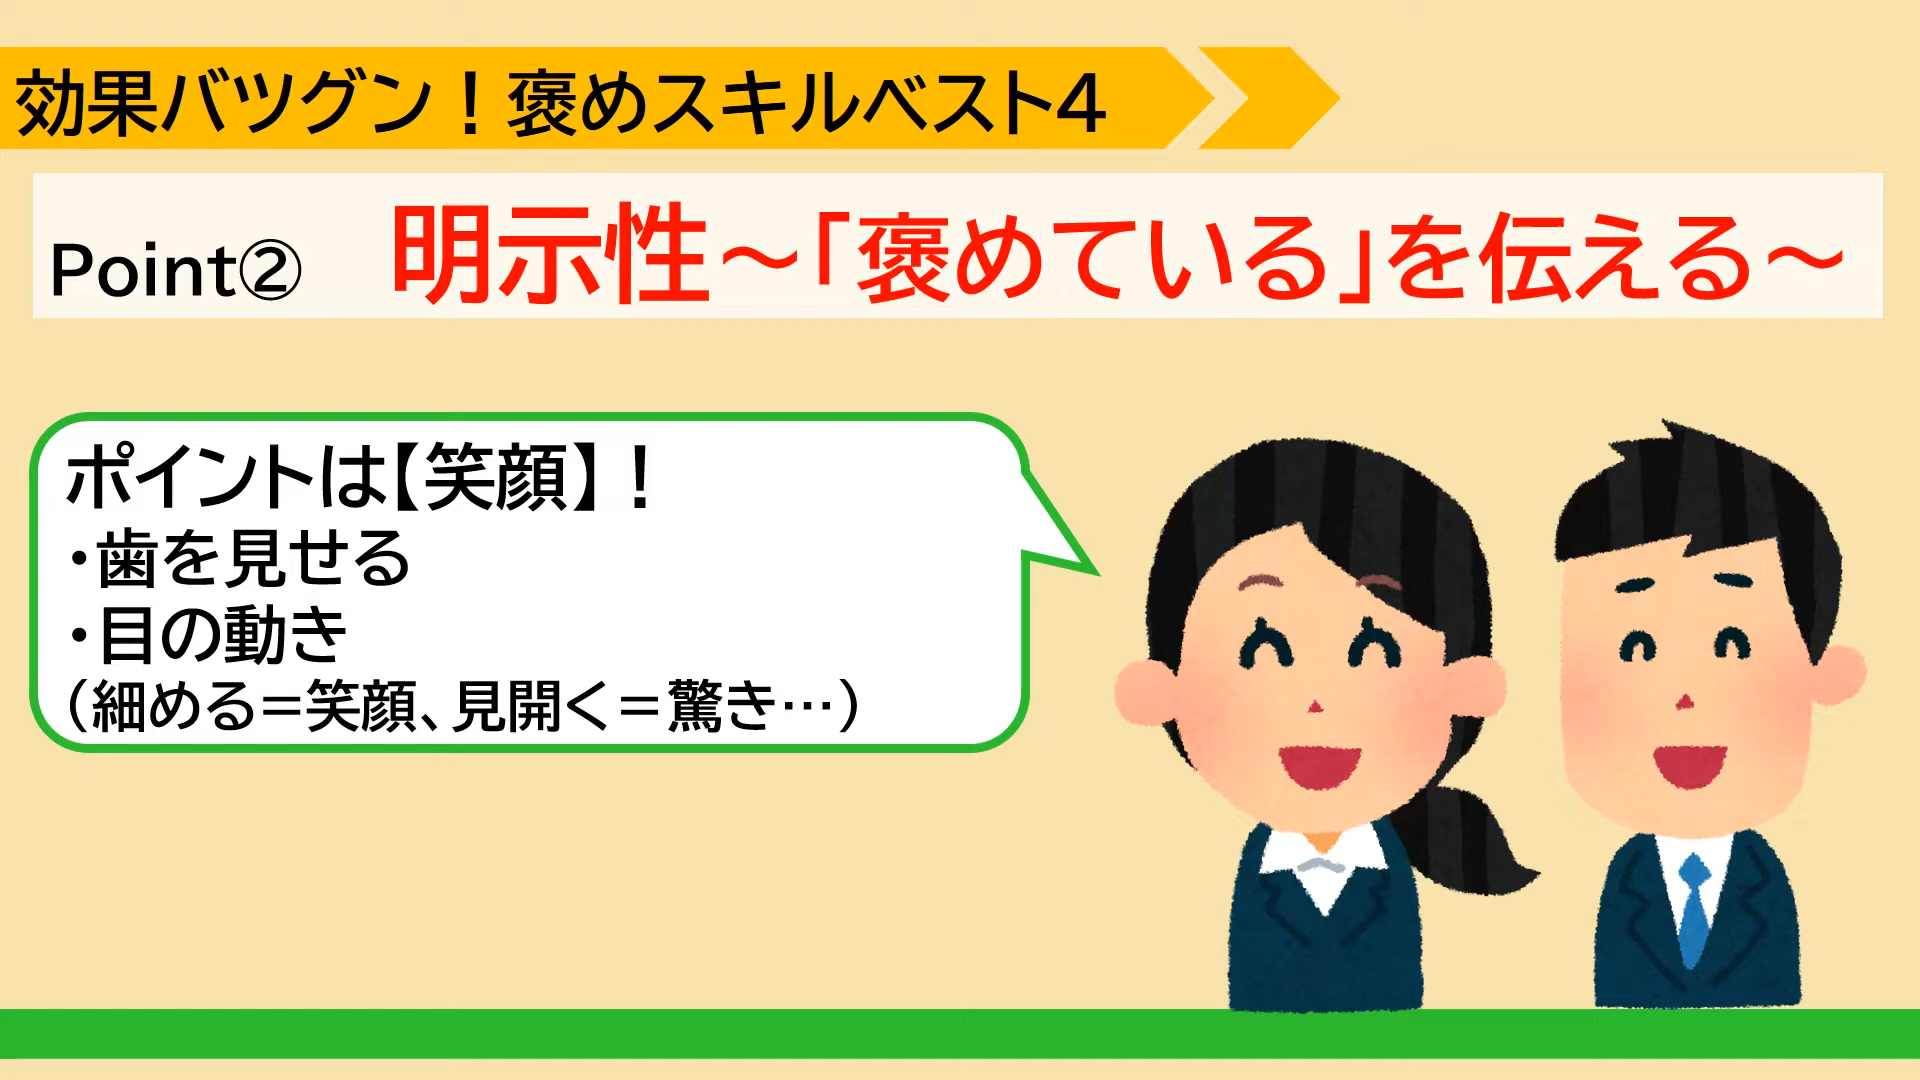 効果バツグン！褒めスキルベスト4
Point② 明示性～「褒めている」を伝える～
ポイントは【笑顔】！
・歯を見せる
・目の動き
（細める＝笑顔、見開く＝驚き…）